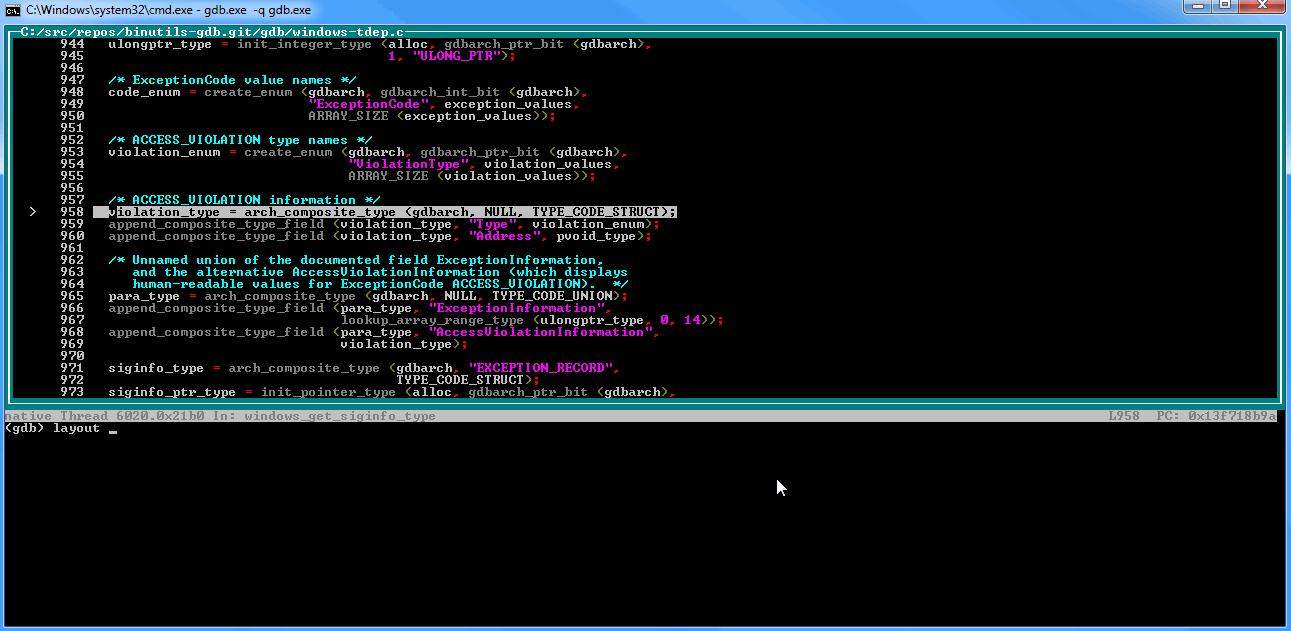 C:\Windows\system32\cmd.exe - gdb.exe -q gdb.exe
C:/src/repos/binutils-gdb.git/gdb/windows-tdep.c
944 ulongptr_type = init_integer_type (alloc, gdbarch_ptr_bit (gdbarch),
945 1, "ULONG_PTR");
946
947 /* ExceptionCode value names */
948 code_enum = create_enum (gdbarch, gdbarch_int_bit (gdbarch),
949 "ExceptionCode", exception_values,
950 ARRAY_SIZE (exception_values));
951
952 /* ACCESS_VIOLATION type names */
953 violation_enum = create_enum (gdbarch, gdbarch_ptr_bit (gdbarch),
954 "ViolationType", violation_values,
955 ARRAY_SIZE (violation_values));
956
957 /* ACCESS_VIOLATION information */
> 958 violation_type = arch_composite_type (gdbarch, NULL, TYPE_CODE_STRUCT);
959 append_composite_type_field (violation_type, "Type", violation_enum);
960 append_composite_type_field (violation_type, "Address", pvoid_type);
961
962 /* Unnamed union of the documented field ExceptionInformation,
963 and the alternative AccessViolationInformation (which displays
964 human-readable values for ExceptionCode ACCESS_VIOLATION). */
965 para_type = arch_composite_type (gdbarch, NULL, TYPE_CODE_UNION);
966 append_composite_type_field (para_type, "ExceptionInformation",
967 lookup_array_range_type (ulongptr_type, 0, 14));
968 append_composite_type_field (para_type, "AccessViolationInformation",
969 violation_type);
970
971 siginfo_type = arch_composite_type (gdbarch, "EXCEPTION_RECORD",
972 TYPE_CODE_STRUCT);
973 siginfo_ptr_type = init_pointer_type (alloc, gdbarch_ptr_bit (gdbarch),
native Thread 6020.0x21b0 In: windows_get_siginfo_type L958 PC: 0x13f718b9a
(gdb) layout _